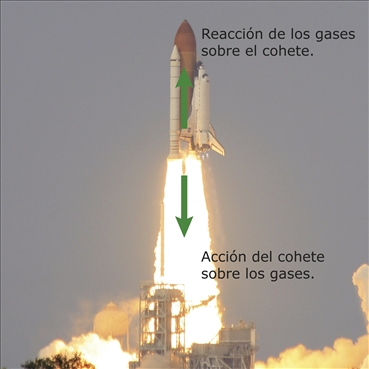 Reacción de los gases
sobre el cohete.
Acción del cohete
sobre los gases.